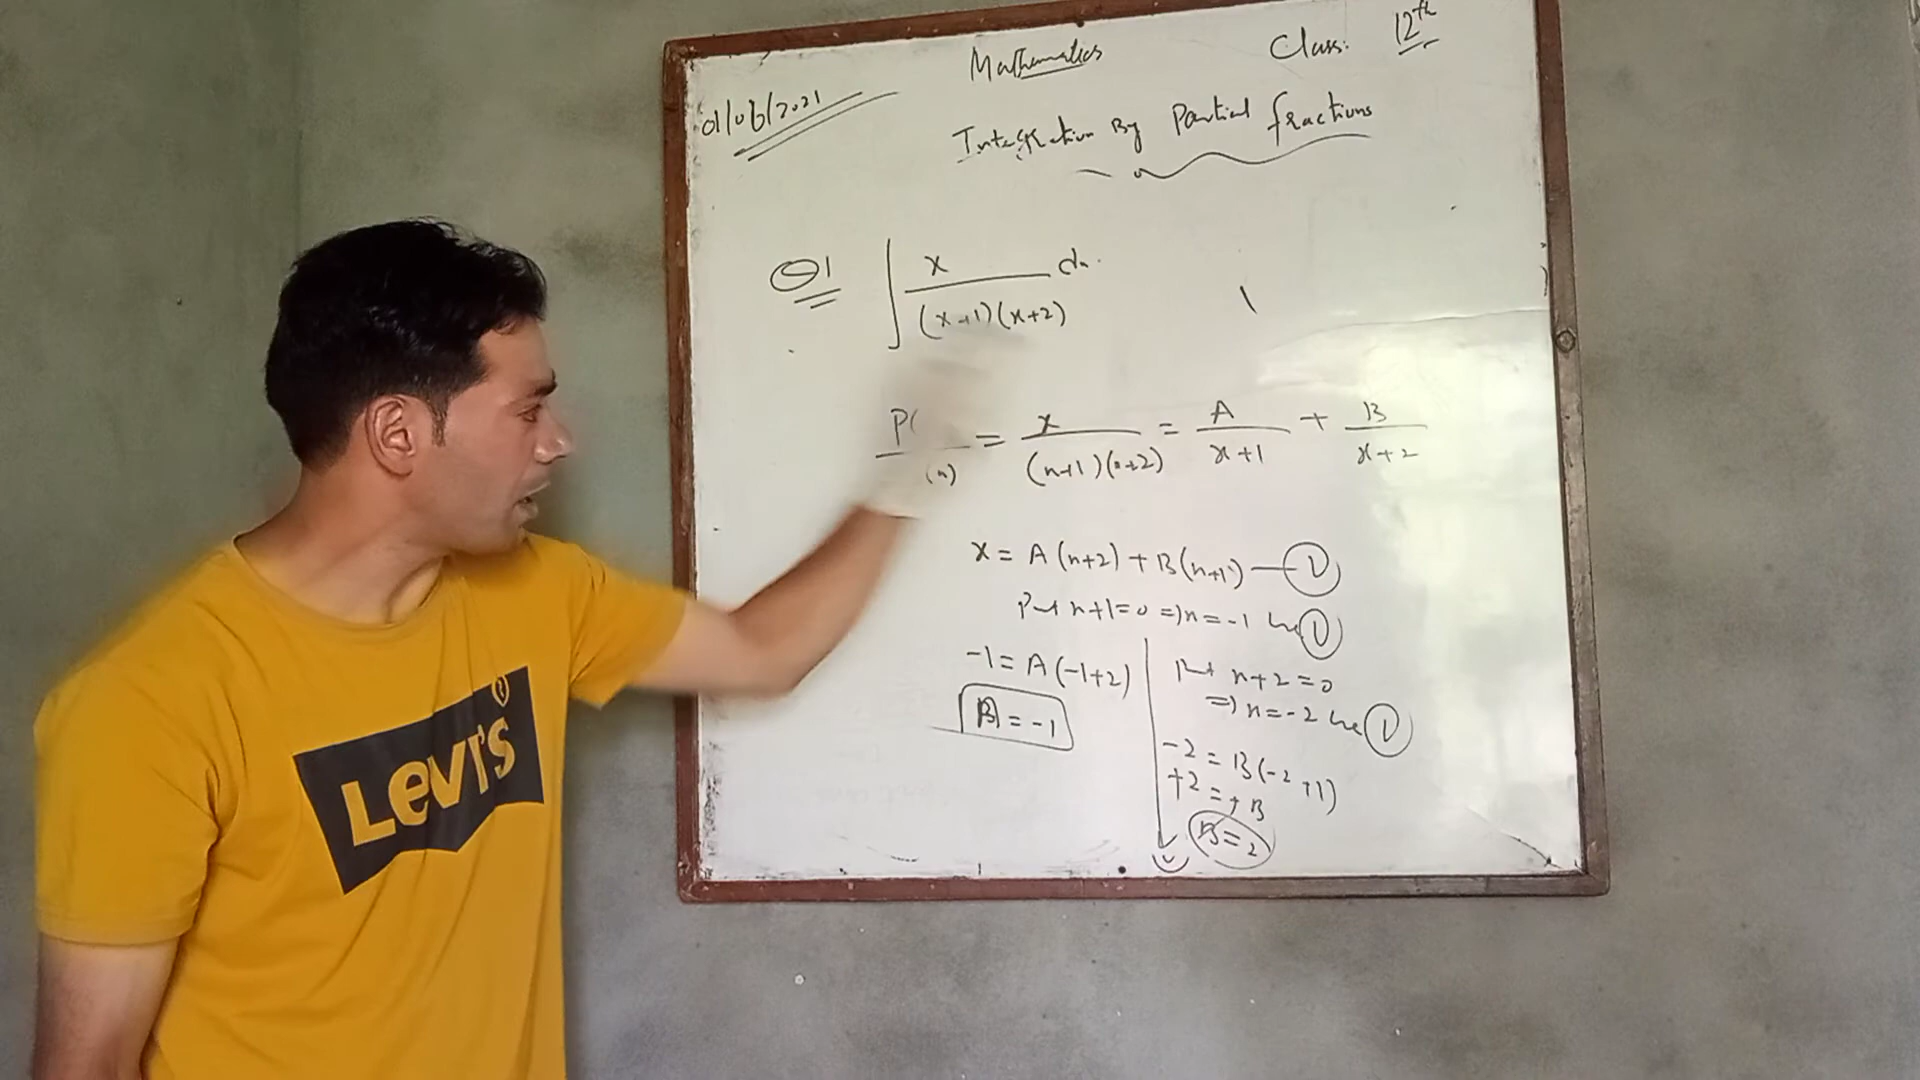 Mathematics
Class: 12th
01/06/2021
Integration By Partial fractions
Q1 ∫ x / (x+1)(x+2) dx.
P( / (x) = x / (x+1)(x+2) = A / x+1 + B / x+2
x = A(x+2) + B(x+1) — ①
Put x+1=0 => x = -1 in ①
-1 = A(-1+2)
A = -1
Put x+2=0
=> x = -2 in ①
-2 = B(-2+1)
+2 = + B
B = 2
LEVI'S